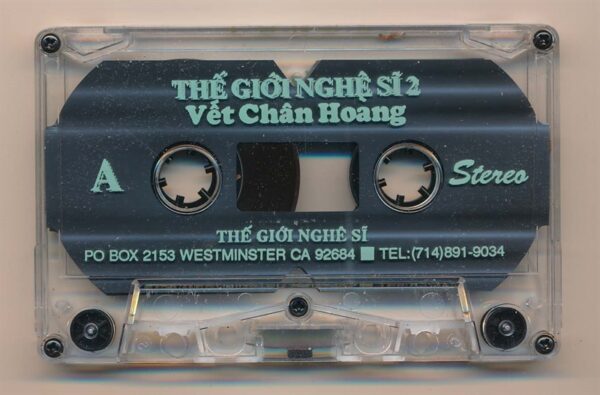 THẾ GIỚI NGHỆ SĨ 2
Vết Chân Hoang
A
Stereo
THẾ GIỚI NGHỆ SĨ
PO BOX 2153 WESTMINSTER CA 92684 ■ TEL:(714)891-9034